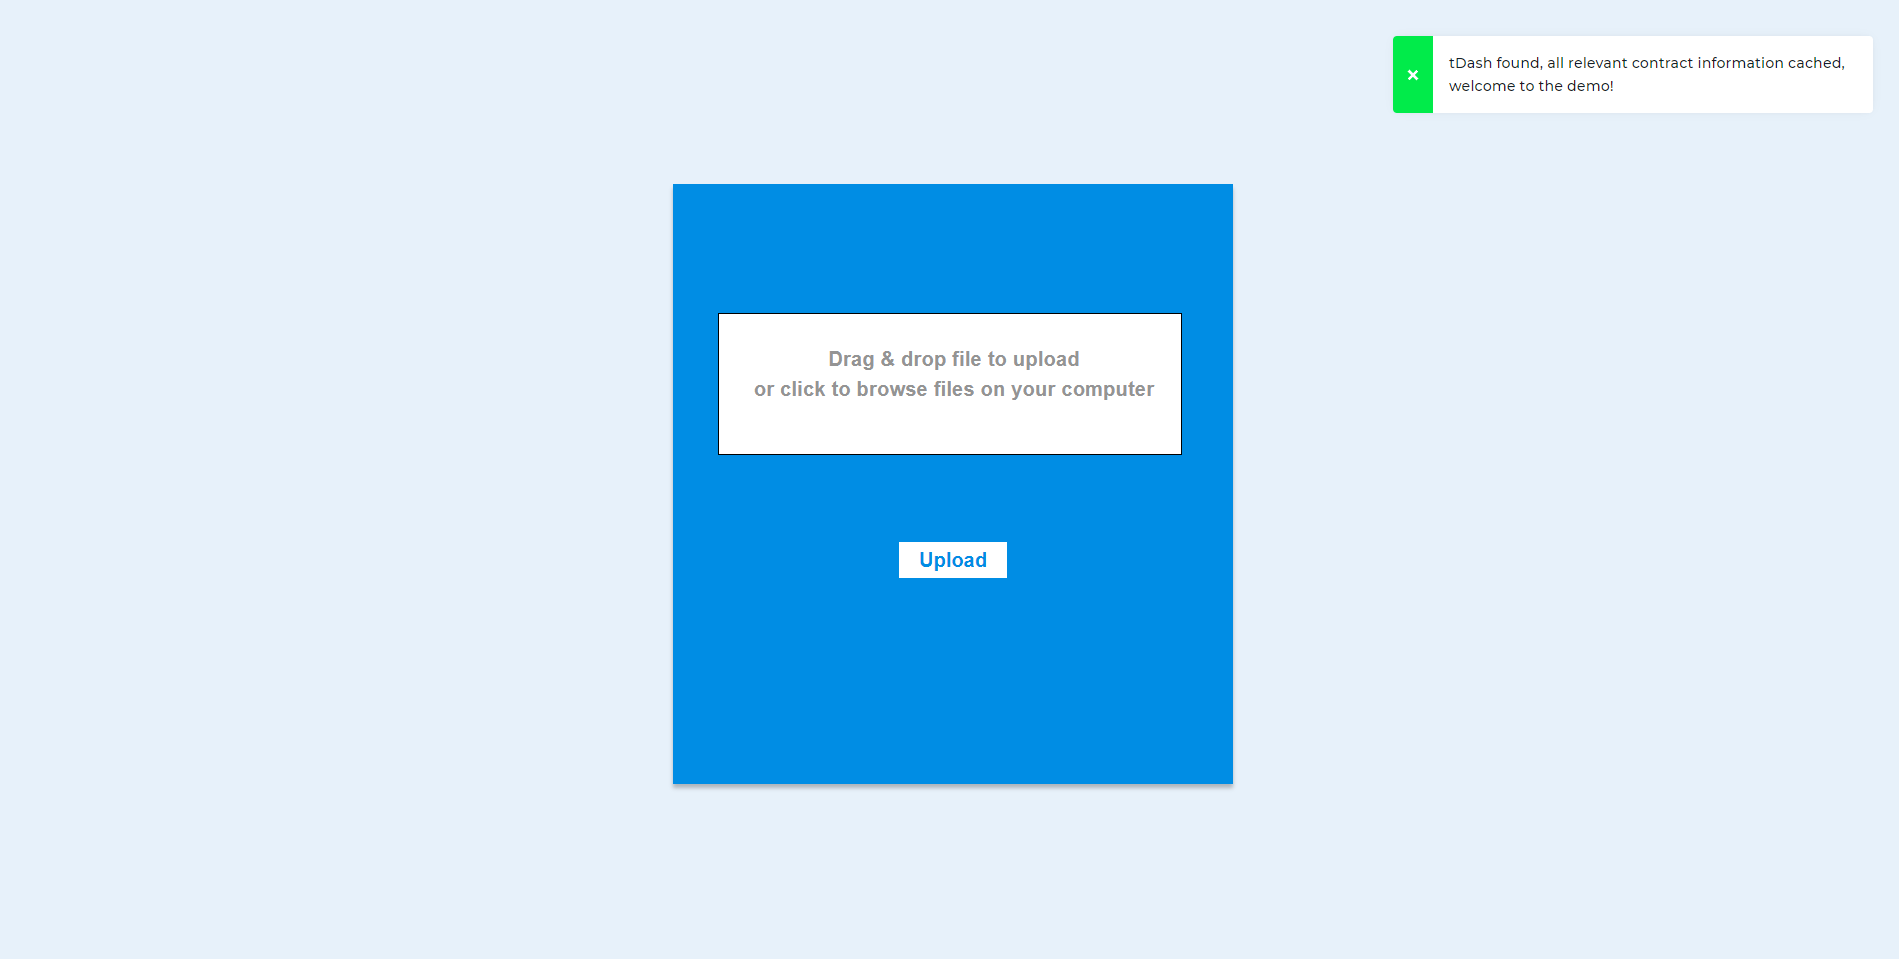 tDash found, all relevant contract information cached,
welcome to the demo!
Drag & drop file to upload
or click to browse files on your computer
Upload